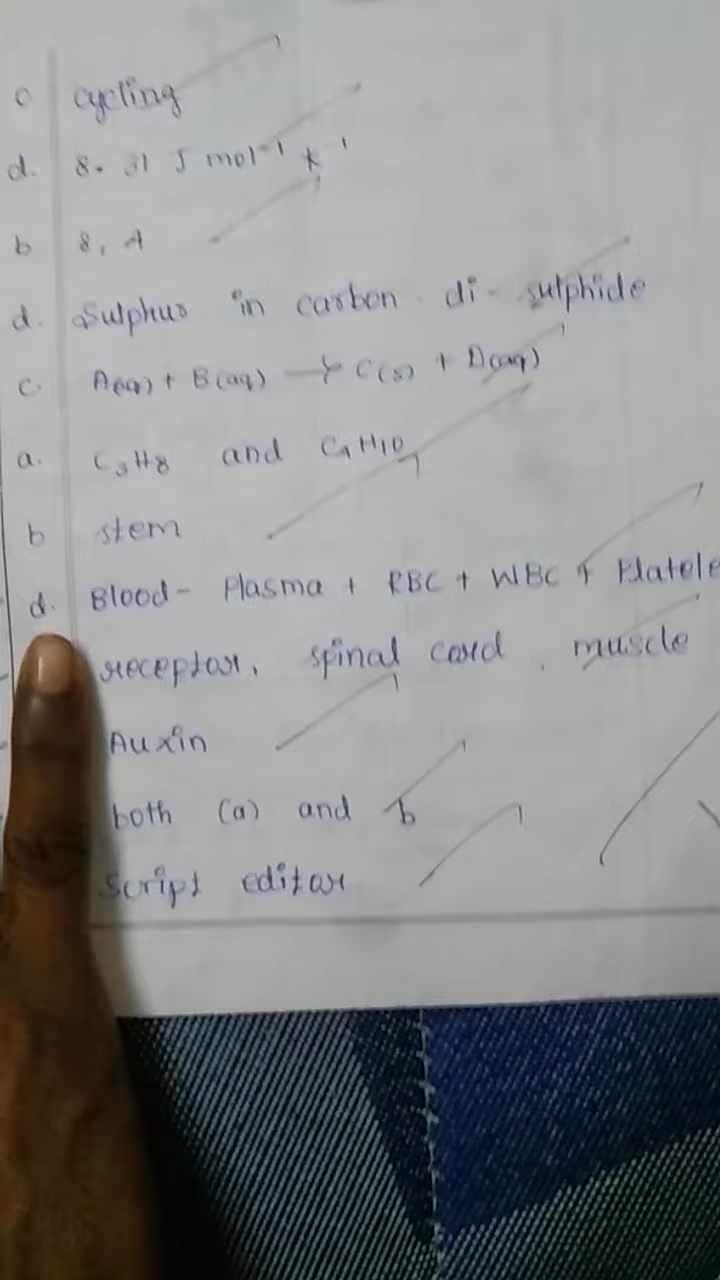 c cycling
d. 8.31 J mol⁻¹ k⁻¹
b 8, A
d. Sulphur in carbon di-sulphide
c. A(aq) + B(aq) → C(s) + D(aq)
a. C3H8 and C4H10
b stem
d. Blood - Plasma + RBC + WBC + Platele
receptor, spinal cord, muscle
Auxin
both (a) and b
script editor